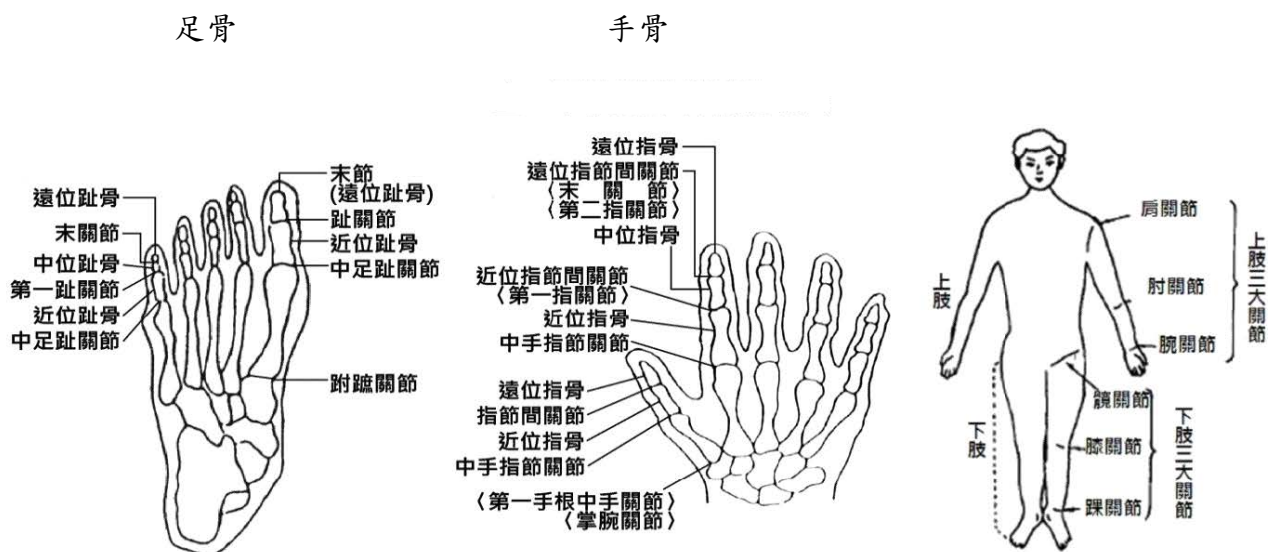 足骨
手骨
遠位趾骨
末關節
中位趾骨
第一趾關節
近位趾骨
中足趾關節
末節
(遠位趾骨)
趾關節
近位趾骨
中足趾關節
跗蹠關節
遠位指骨
遠位指節間關節
〈末關節〉
〈第二指關節〉
中位指骨
近位指節間關節
〈第一指關節〉
近位指骨
中手指節關節
遠位指骨
指節間關節
近位指骨
中手指節關節
〈第一手根中手關節〉
〈掌腕關節〉
上肢
下肢
肩關節
肘關節
腕關節
上肢三大關節
髖關節
膝關節
踝關節
下肢三大關節